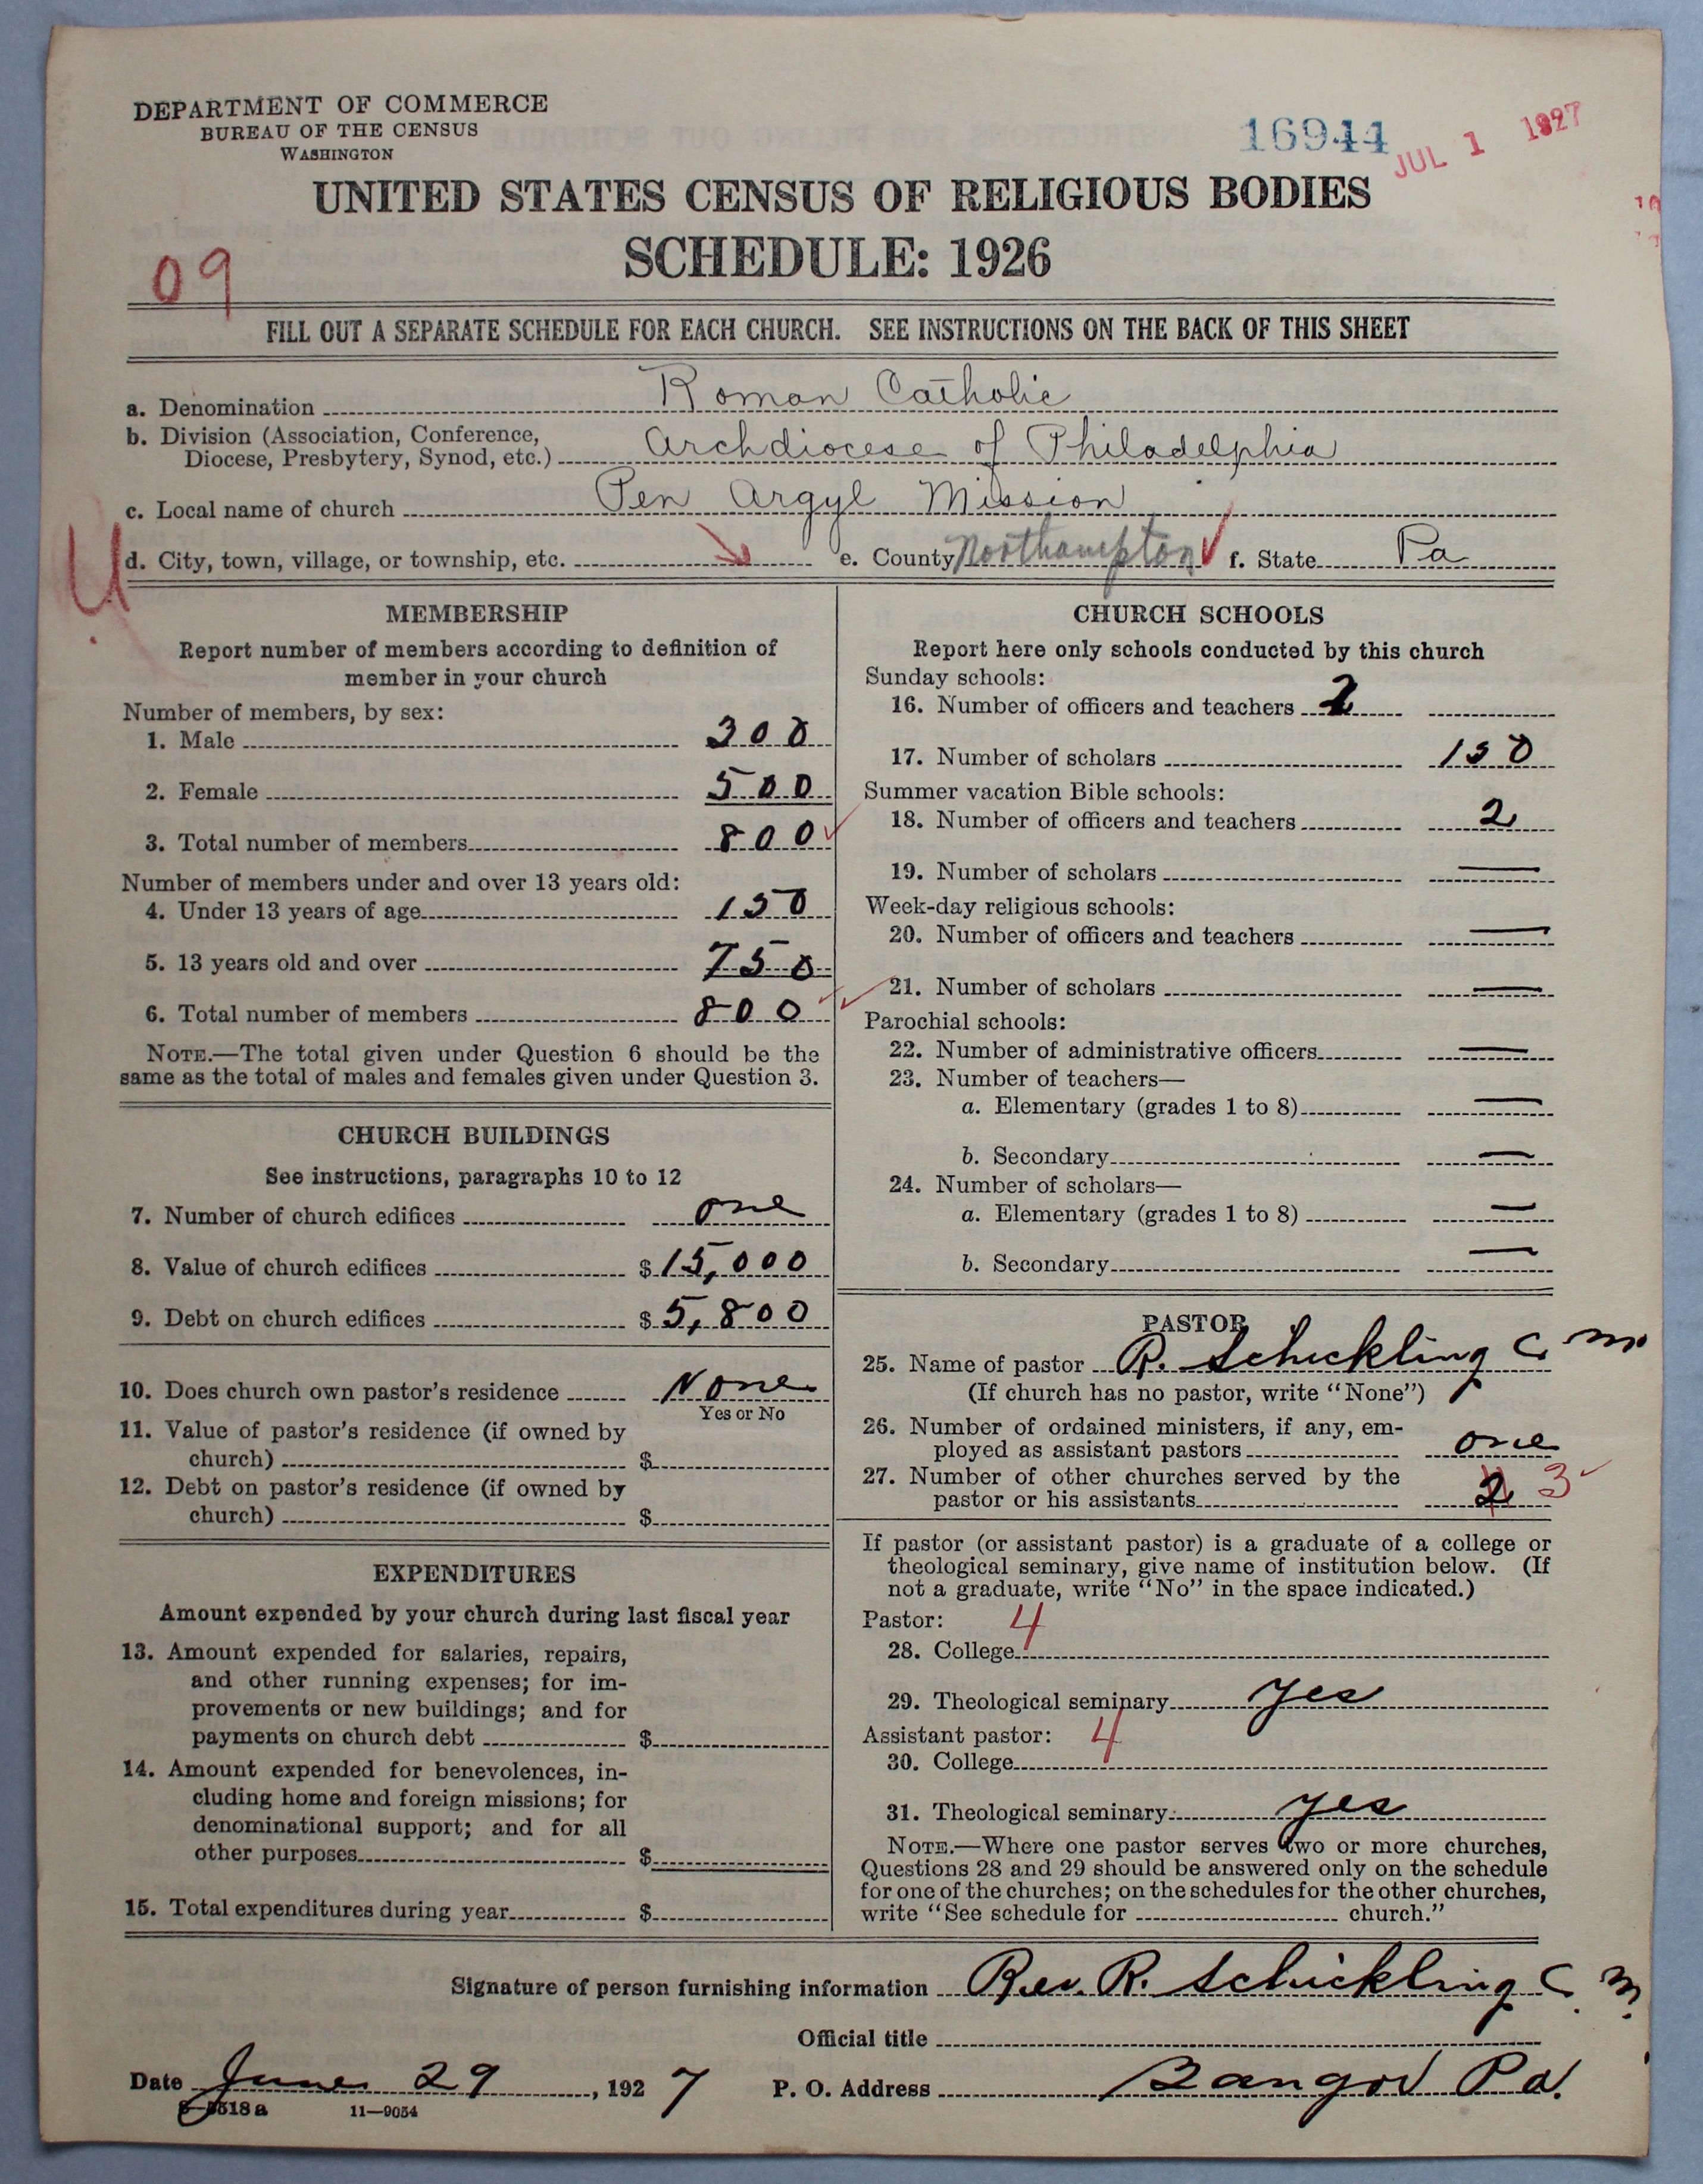 DEPARTMENT OF COMMERCE
BUREAU OF THE CENSUS
WASHINGTON
16944
JUL 1 1927
UNITED STATES CENSUS OF RELIGIOUS BODIES
SCHEDULE: 1926
09
FILL OUT A SEPARATE SCHEDULE FOR EACH CHURCH. SEE INSTRUCTIONS ON THE BACK OF THIS SHEET
a. Denomination Roman Catholic
b. Division (Association, Conference,
Diocese, Presbytery, Synod, etc.) Archdiocese of Philadelphia
c. Local name of church Pen Argyl Mission
d. City, town, village, or township, etc. e. County Northampton f. State Pa
MEMBERSHIP
Report number of members according to definition of
member in your church
Number of members, by sex:
1. Male 300
2. Female 500
3. Total number of members 800
Number of members under and over 13 years old:
4. Under 13 years of age 150
5. 13 years old and over 750
6. Total number of members 800
NOTE.—The total given under Question 6 should be the
same as the total of males and females given under Question 3.
CHURCH BUILDINGS
See instructions, paragraphs 10 to 12
7. Number of church edifices one
8. Value of church edifices $ 15,000
9. Debt on church edifices $ 5,800
10. Does church own pastor's residence None
Yes or No
11. Value of pastor's residence (if owned by
church) $
12. Debt on pastor's residence (if owned by
church) $
EXPENDITURES
Amount expended by your church during last fiscal year
13. Amount expended for salaries, repairs,
and other running expenses; for im-
provements or new buildings; and for
payments on church debt $
14. Amount expended for benevolences, in-
cluding home and foreign missions; for
denominational support; and for all
other purposes $
15. Total expenditures during year $
CHURCH SCHOOLS
Report here only schools conducted by this church
Sunday schools:
16. Number of officers and teachers 2
17. Number of scholars 150
Summer vacation Bible schools:
18. Number of officers and teachers 2
19. Number of scholars —
Week-day religious schools:
20. Number of officers and teachers —
21. Number of scholars —
Parochial schools:
22. Number of administrative officers —
23. Number of teachers—
a. Elementary (grades 1 to 8) —
b. Secondary —
24. Number of scholars—
a. Elementary (grades 1 to 8) —
b. Secondary —
PASTOR
25. Name of pastor R. Schickling C m
(If church has no pastor, write "None")
26. Number of ordained ministers, if any, em-
ployed as assistant pastors one
27. Number of other churches served by the
pastor or his assistants 2 3
If pastor (or assistant pastor) is a graduate of a college or
theological seminary, give name of institution below. (If
not a graduate, write "No" in the space indicated.)
Pastor: 4
28. College
29. Theological seminary yes
Assistant pastor: 4
30. College
31. Theological seminary yes
NOTE.—Where one pastor serves two or more churches,
Questions 28 and 29 should be answered only on the schedule
for one of the churches; on the schedules for the other churches,
write "See schedule for church."
Signature of person furnishing information Rev. R. Schickling C. M.
Official title
Date June 29, 1927 P. O. Address Bangor Pa.
8—5518a 11—9054